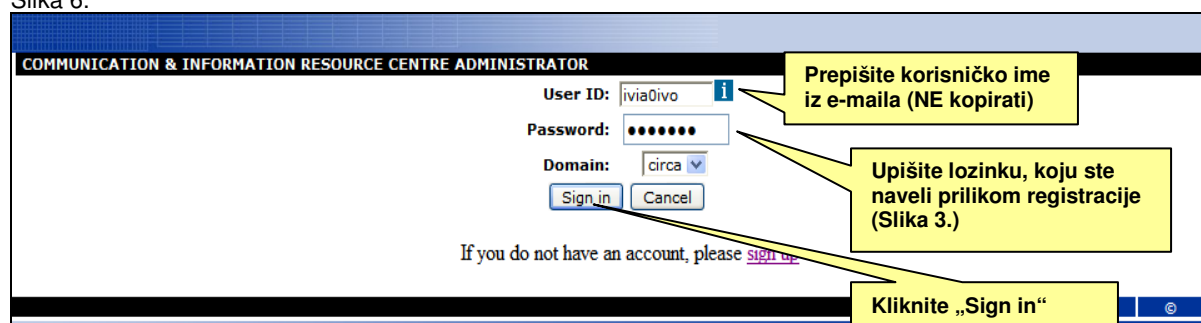 Slika 6.
COMMUNICATION & INFORMATION RESOURCE CENTRE ADMINISTRATOR
Prepišite korisničko ime
iz e-maila (NE kopirati)
User ID: ivia0ivo i
Password: ●●●●●●●
Domain: circa
Upišite lozinku, koju ste
naveli prilikom registracije
(Slika 3.)
Sign in Cancel
If you do not have an account, please sign up
Kliknite „Sign in“
©